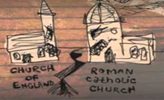 CHURCH
OF
ENGLAND
ROMAN
Catholic
CHURCH